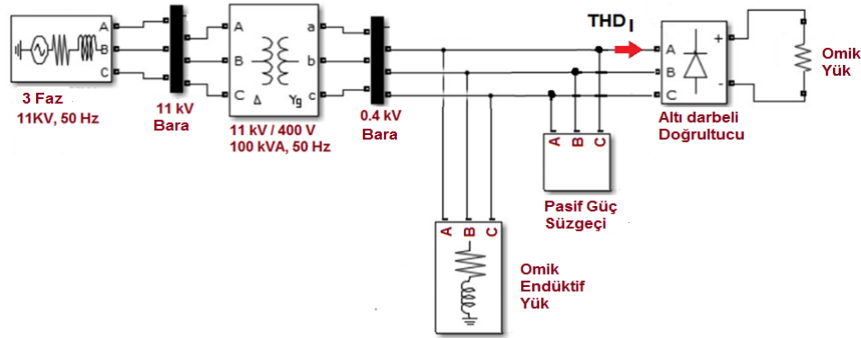 A
B
C
3 Faz
11KV, 50 Hz
11 kV
Bara
A
B
C
a
b
c
Δ
Yg
11 kV / 400 V
100 kVA, 50 Hz
0.4 kV
Bara
THD I
A
B
C
+
-
Altı darbeli
Doğrultucu
Omik
Yük
A
B
C
Pasif Güç
Süzgeçi
A
B
C
Omik
Endüktif
Yük